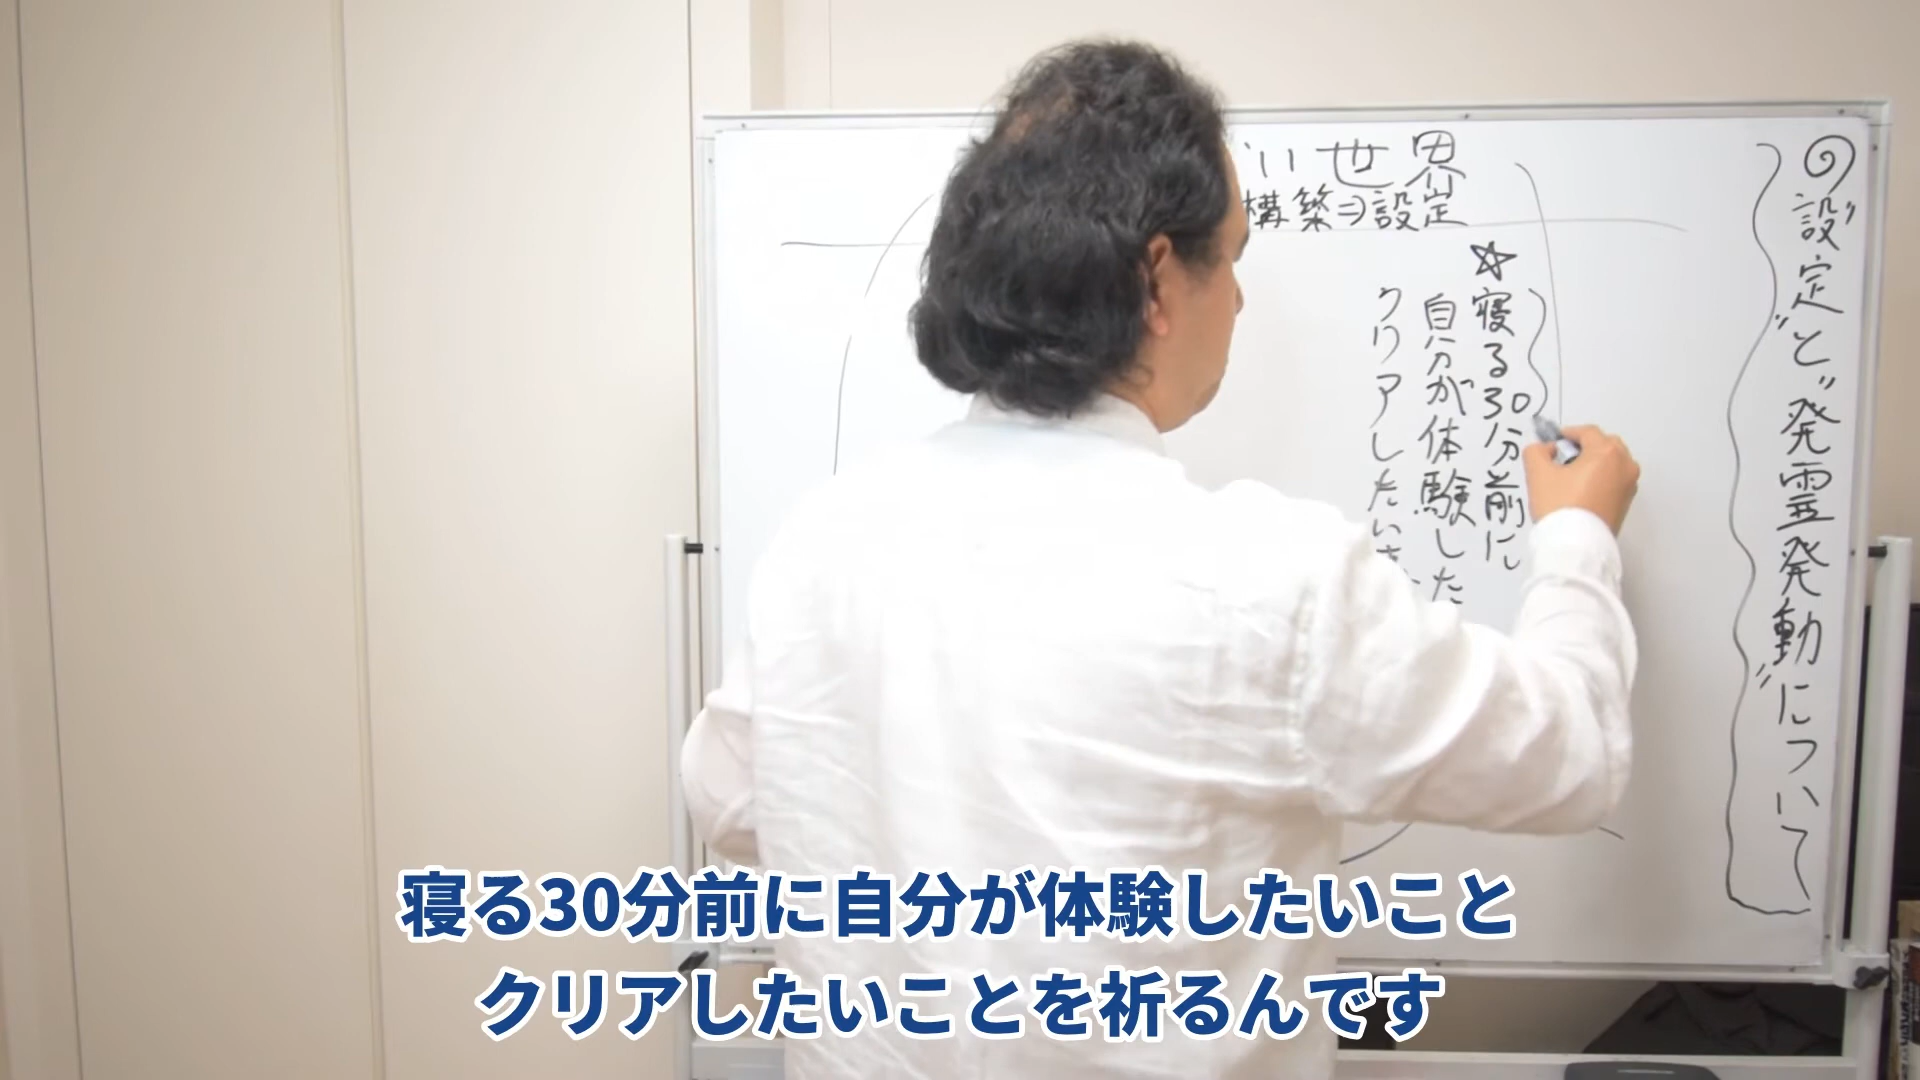 の"設定"と"発霊発動"について
い世界
構築⇒設定
☆寝る30分前に
自分が体験した
クリアしたい
寝る30分前に自分が体験したいこと
クリアしたいことを祈るんです